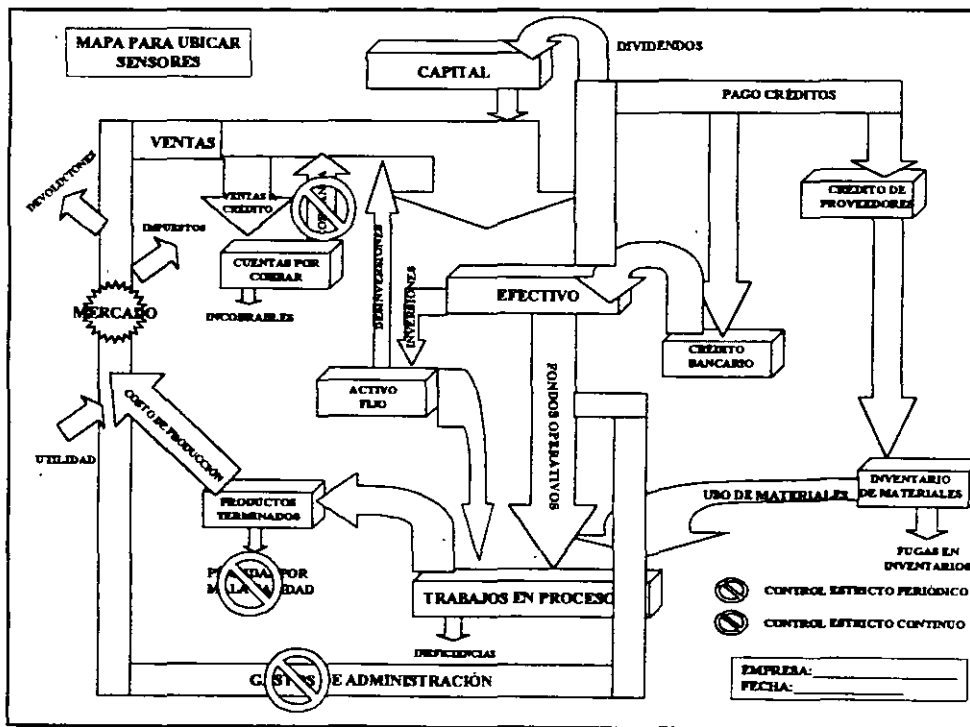 MAPA PARA UBICAR
SENSORES
CAPITAL
DIVIDENDOS
PAGO CRÉDITOS
VENTAS
DEVOLUCIONES
VENTAS A
CRÉDITO
CRÉDITO DE
PROVEEDORES
IMPUESTOS
CUENTAS POR
COBRAR
INCOBRABLES
DESINVERSIONES
INVERSIONES
EFECTIVO
MERCADO
CRÉDITO
BANCARIO
ACTIVO
FIJO
FONDOS OPERATIVOS
COSTO DE PRODUCCIÓN
UTILIDAD
PRODUCTOS
TERMINADOS
USO DE MATERIALES
INVENTARIO
DE MATERIALES
FUGAS EN
INVENTARIOS
POR
TRABAJOS EN PROCESO
INEFICIENCIAS
CONTROL ESTRICTO PERIÓDICO
CONTROL ESTRICTO CONTINUO
DE ADMINISTRACIÓN
EMPRESA:
FECHA: